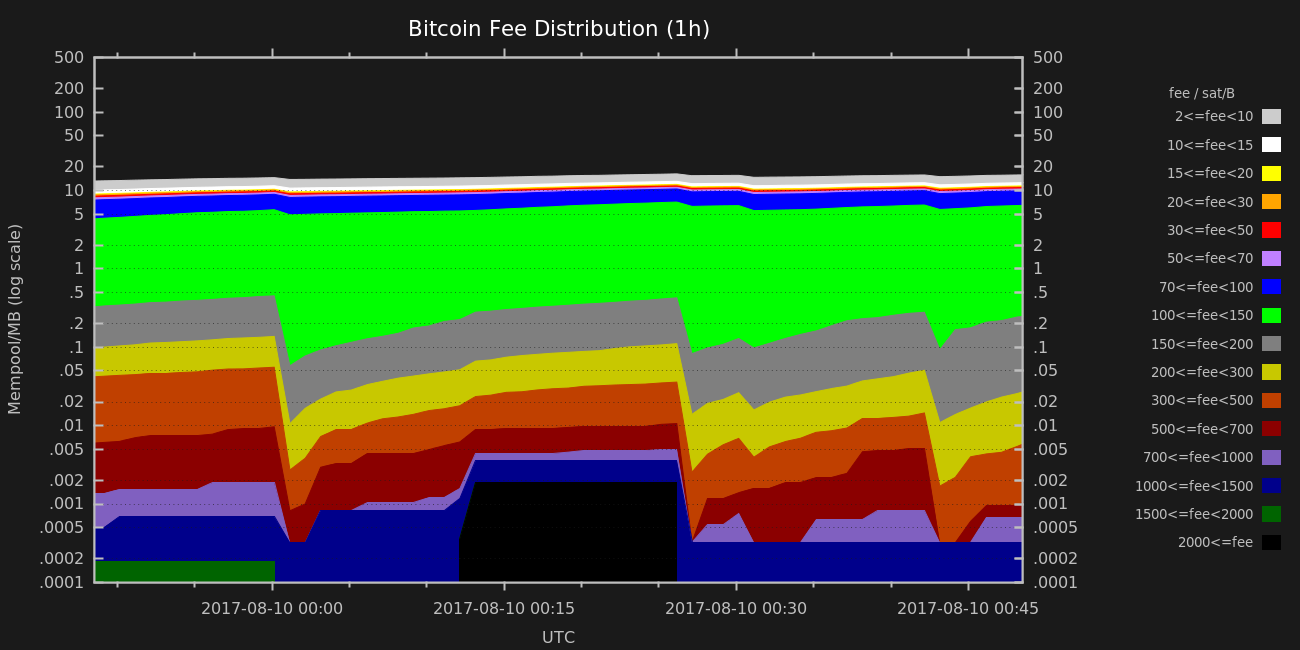 Bitcoin Fee Distribution (1h)
500 500
200 200
100 100
50 50
20 20
10 10
5 5
2 2
1 1
.5 .5
.2 .2
.1 .1
.05 .05
.02 .02
.01 .01
.005 .005
.002 .002
.001 .001
.0005 .0005
.0002 .0002
.0001 .0001
Mempool/MB (log scale)
2017-08-10 00:00 2017-08-10 00:15 2017-08-10 00:30 2017-08-10 00:45
UTC
fee / sat/B
2<=fee<10
10<=fee<15
15<=fee<20
20<=fee<30
30<=fee<50
50<=fee<70
70<=fee<100
100<=fee<150
150<=fee<200
200<=fee<300
300<=fee<500
500<=fee<700
700<=fee<1000
1000<=fee<1500
1500<=fee<2000
2000<=fee